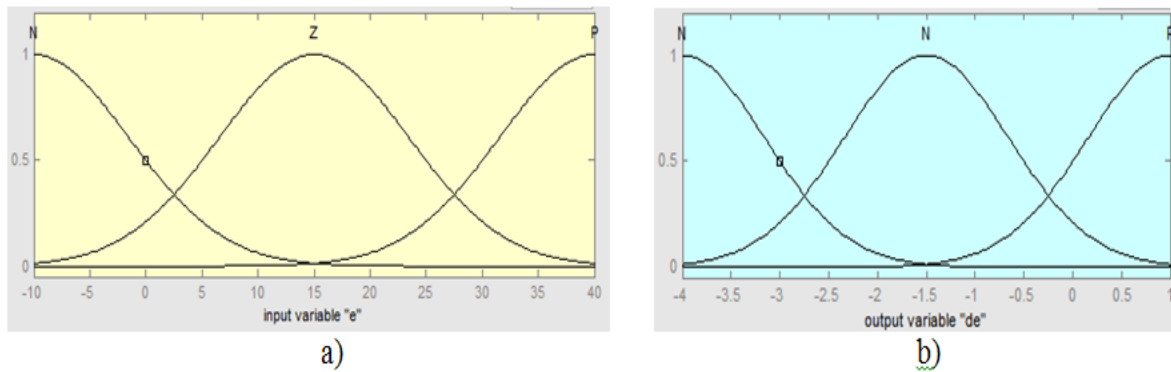 N Z P
1
0.5
0
-10 -5 0 5 10 15 20 25 30 35 40
input variable "e"
a)
N N P
1
0.5
0
-4 -3.5 -3 -2.5 -2 -1.5 -1 -0.5 0 0.5 1
output variable "de"
b)